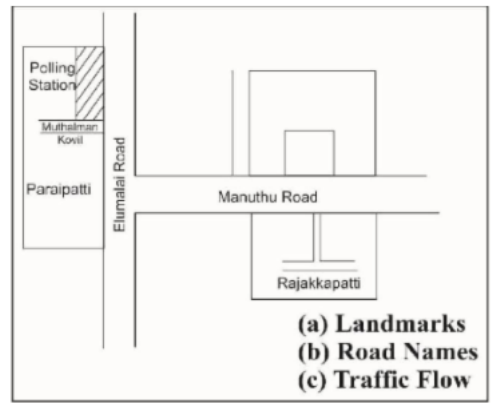 Polling
Station
Muthalman
Kovil
Paraipatti
Elumalai Road
Manuthu Road
Rajakkapatti
(a) Landmarks
(b) Road Names
(c) Traffic Flow